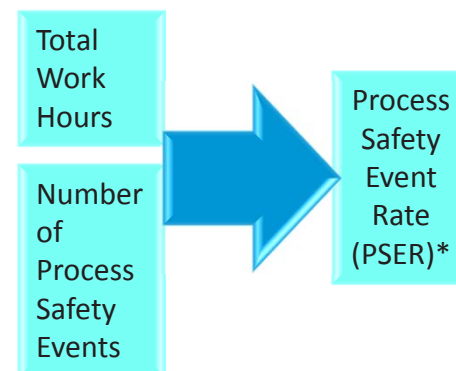 Total
Work
Hours
Number
of
Process
Safety
Events
Process
Safety
Event
Rate
(PSER)*